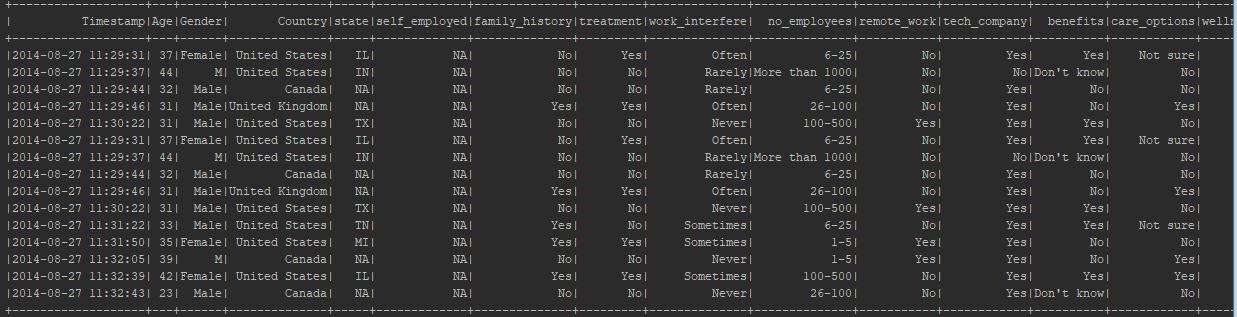 | Timestamp|Age|Gender| Country|state|self_employed|family_history|treatment|work_interfere| no_employees|remote_work|tech_company| benefits|care_options|
|2014-08-27 11:29:31| 37|Female| United States| IL| NA| No| Yes| Often| 6-25| No| Yes| Yes| Not sure|
|2014-08-27 11:29:37| 44| M| United States| IN| NA| No| No| Rarely|More than 1000| No| No|Don't know| No|
|2014-08-27 11:29:44| 32| Male| Canada| NA| NA| No| No| Rarely| 6-25| No| Yes| No| No|
|2014-08-27 11:29:46| 31| Male|United Kingdom| NA| NA| Yes| Yes| Often| 26-100| No| Yes| No| Yes|
|2014-08-27 11:30:22| 31| Male| United States| TX| NA| No| No| Never| 100-500| Yes| Yes| Yes| No|
|2014-08-27 11:29:31| 37|Female| United States| IL| NA| No| Yes| Often| 6-25| No| Yes| Yes| Not sure|
|2014-08-27 11:29:37| 44| M| United States| IN| NA| No| No| Rarely|More than 1000| No| No|Don't know| No|
|2014-08-27 11:29:44| 32| Male| Canada| NA| NA| No| No| Rarely| 6-25| No| Yes| No| No|
|2014-08-27 11:29:46| 31| Male|United Kingdom| NA| NA| Yes| Yes| Often| 26-100| No| Yes| No| Yes|
|2014-08-27 11:30:22| 31| Male| United States| TX| NA| No| No| Never| 100-500| Yes| Yes| Yes| No|
|2014-08-27 11:31:22| 33| Male| United States| TN| NA| Yes| No| Sometimes| 6-25| No| Yes| Yes| Not sure|
|2014-08-27 11:31:50| 35|Female| United States| MI| NA| Yes| Yes| Sometimes| 1-5| Yes| Yes| No| No|
|2014-08-27 11:32:05| 39| M| Canada| NA| NA| No| No| Never| 1-5| Yes| Yes| No| Yes|
|2014-08-27 11:32:39| 42|Female| United States| IL| NA| Yes| Yes| Sometimes| 100-500| No| Yes| Yes| No|
|2014-08-27 11:32:43| 23| Male| Canada| NA| NA| No| No| Never| 26-100| No| Yes|Don't know| No|